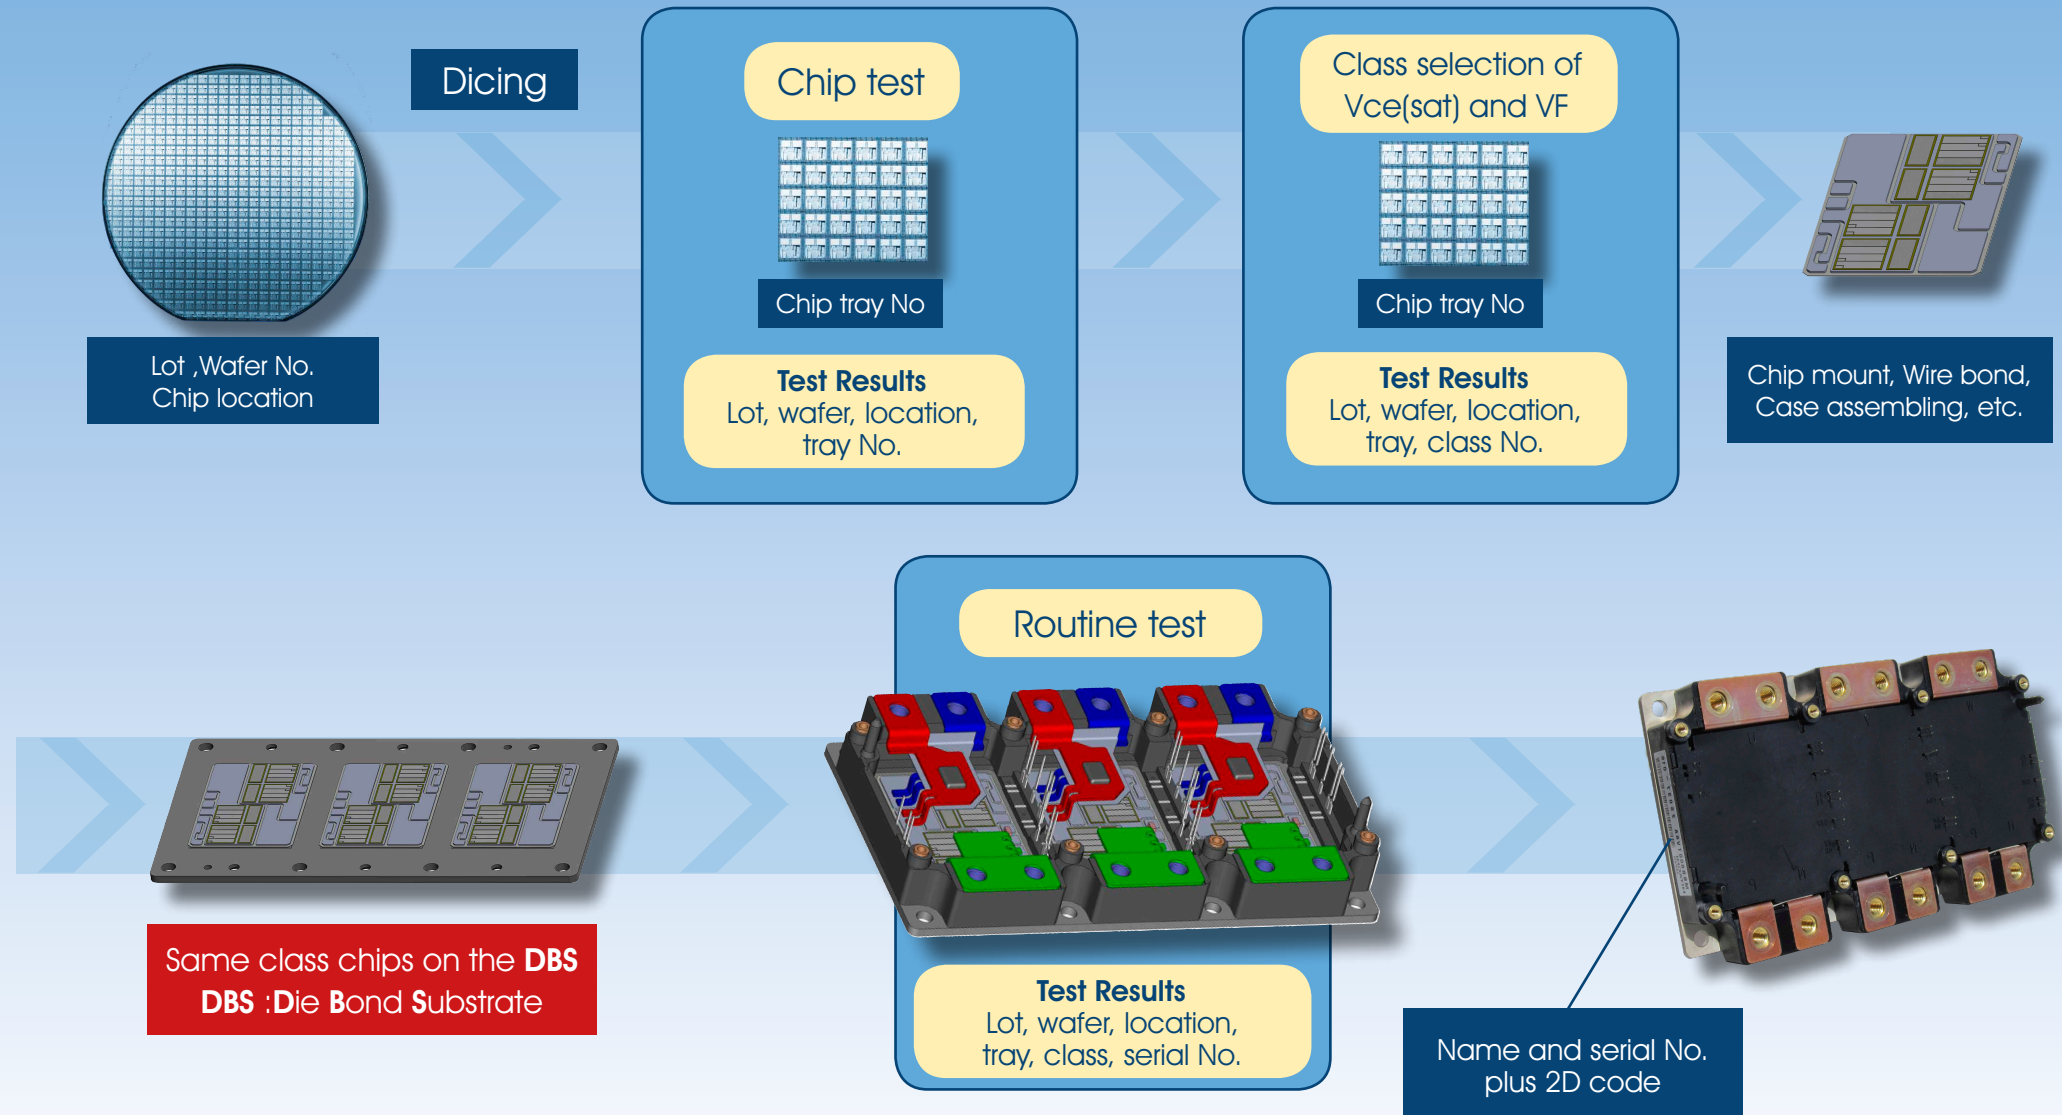 Dicing
Chip test
Class selection of
Vce(sat) and VF
Chip tray No
Chip tray No
Lot ,Wafer No.
Chip location
Test Results
Lot, wafer, location,
tray No.
Test Results
Lot, wafer, location,
tray, class No.
Chip mount, Wire bond,
Case assembling, etc.
Routine test
Same class chips on the DBS
DBS :Die Bond Substrate
Test Results
Lot, wafer, location,
tray, class, serial No.
Name and serial No.
plus 2D code